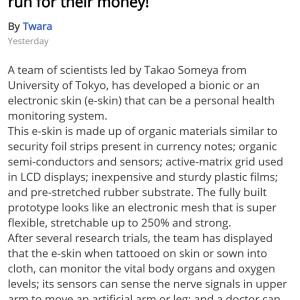 run for their money!
By Twara
Yesterday
A team of scientists led by Takao Someya from
University of Tokyo, has developed a bionic or an
electronic skin (e-skin) that can be a personal health
monitoring system.
This e-skin is made up of organic materials similar to
security foil strips present in currency notes; organic
semi-conductors and sensors; active-matrix grid used
in LCD displays; inexpensive and sturdy plastic films;
and pre-stretched rubber substrate. The fully built
prototype looks like an electronic mesh that is super
flexible, stretchable up to 250% and strong.
After several research trials, the team has displayed
that the e-skin when tattooed on skin or sown into
cloth, can monitor the vital body organs and oxygen
levels; its sensors can sense the nerve signals in upper
arm to move an artificial arm or leg; and a doctor can